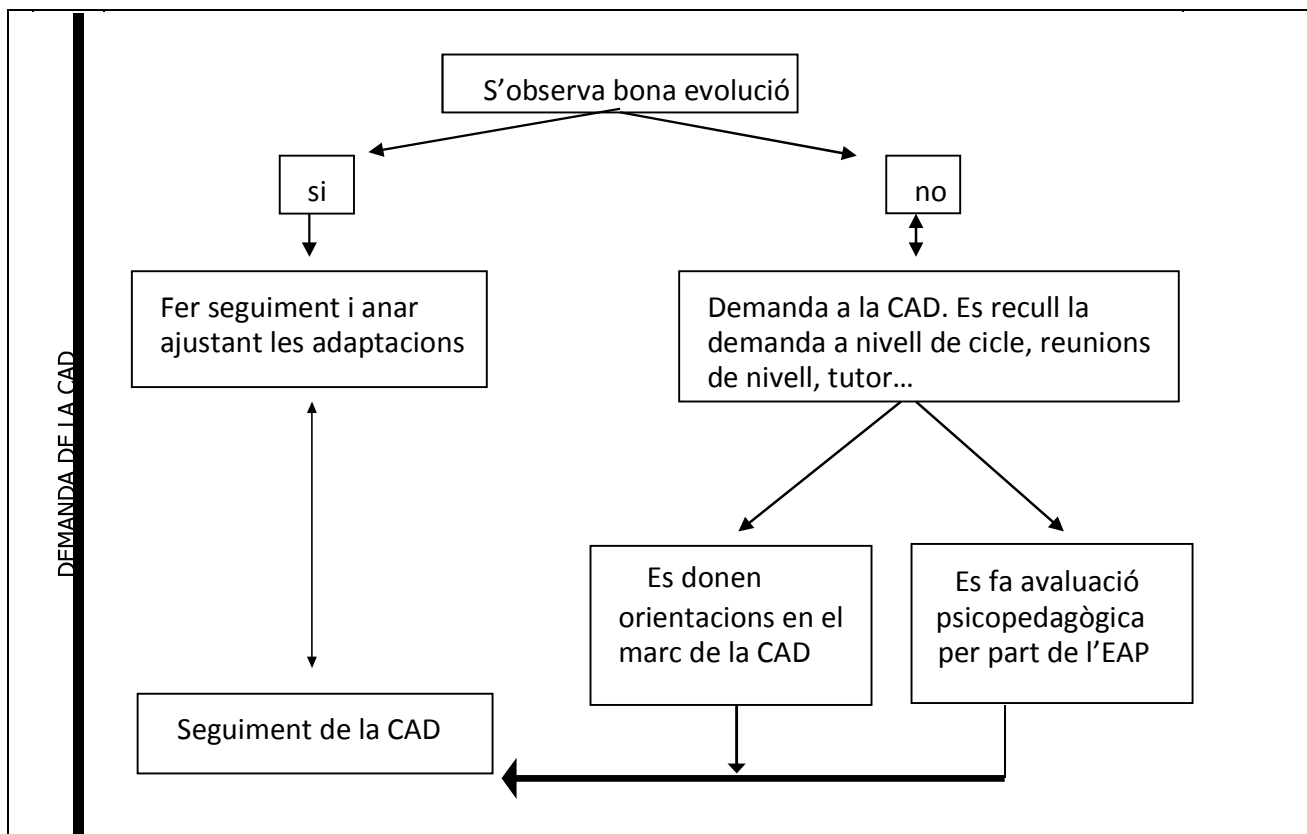 S’observa bona evolució
si
no
Fer seguiment i anar
ajustant les adaptacions
Demanda a la CAD. Es recull la
demanda a nivell de cicle, reunions
de nivell, tutor…
DEMANDA DE LA CAD
Es donen
orientacions en el
marc de la CAD
Es fa avaluació
psicopedagògica
per part de l’EAP
Seguiment de la CAD